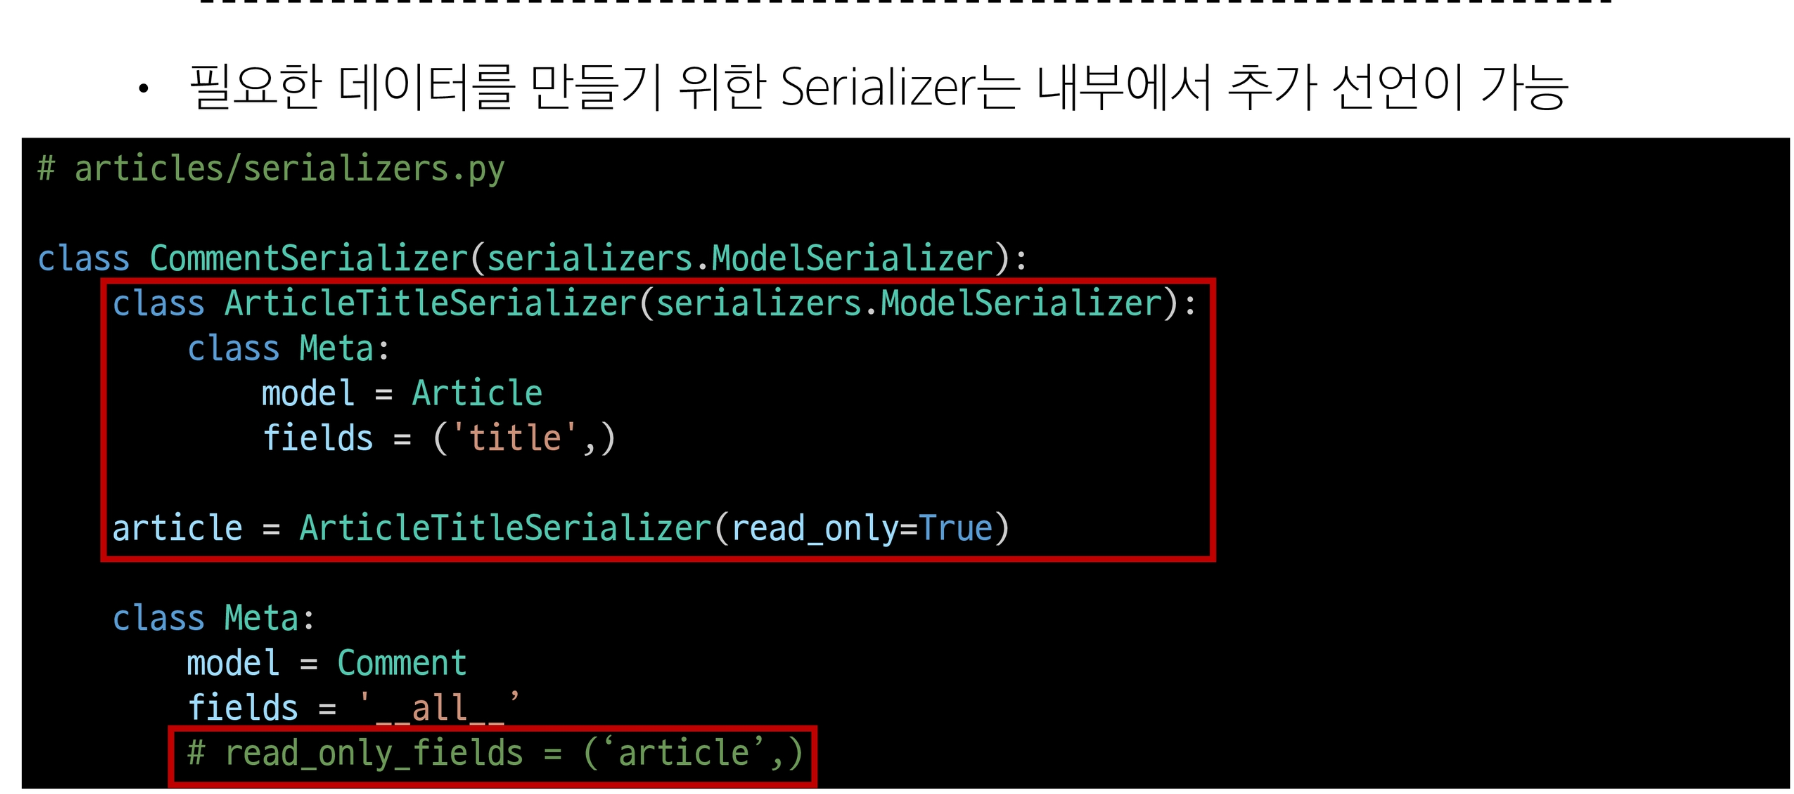 • 필요한 데이터를 만들기 위한 Serializer는 내부에서 추가 선언이 가능
# articles/serializers.py
class CommentSerializer(serializers.ModelSerializer):
    class ArticleTitleSerializer(serializers.ModelSerializer):
        class Meta:
            model = Article
            fields = ('title',)
    article = ArticleTitleSerializer(read_only=True)
    class Meta:
        model = Comment
        fields = '__all__’
        # read_only_fields = (‘article’,)